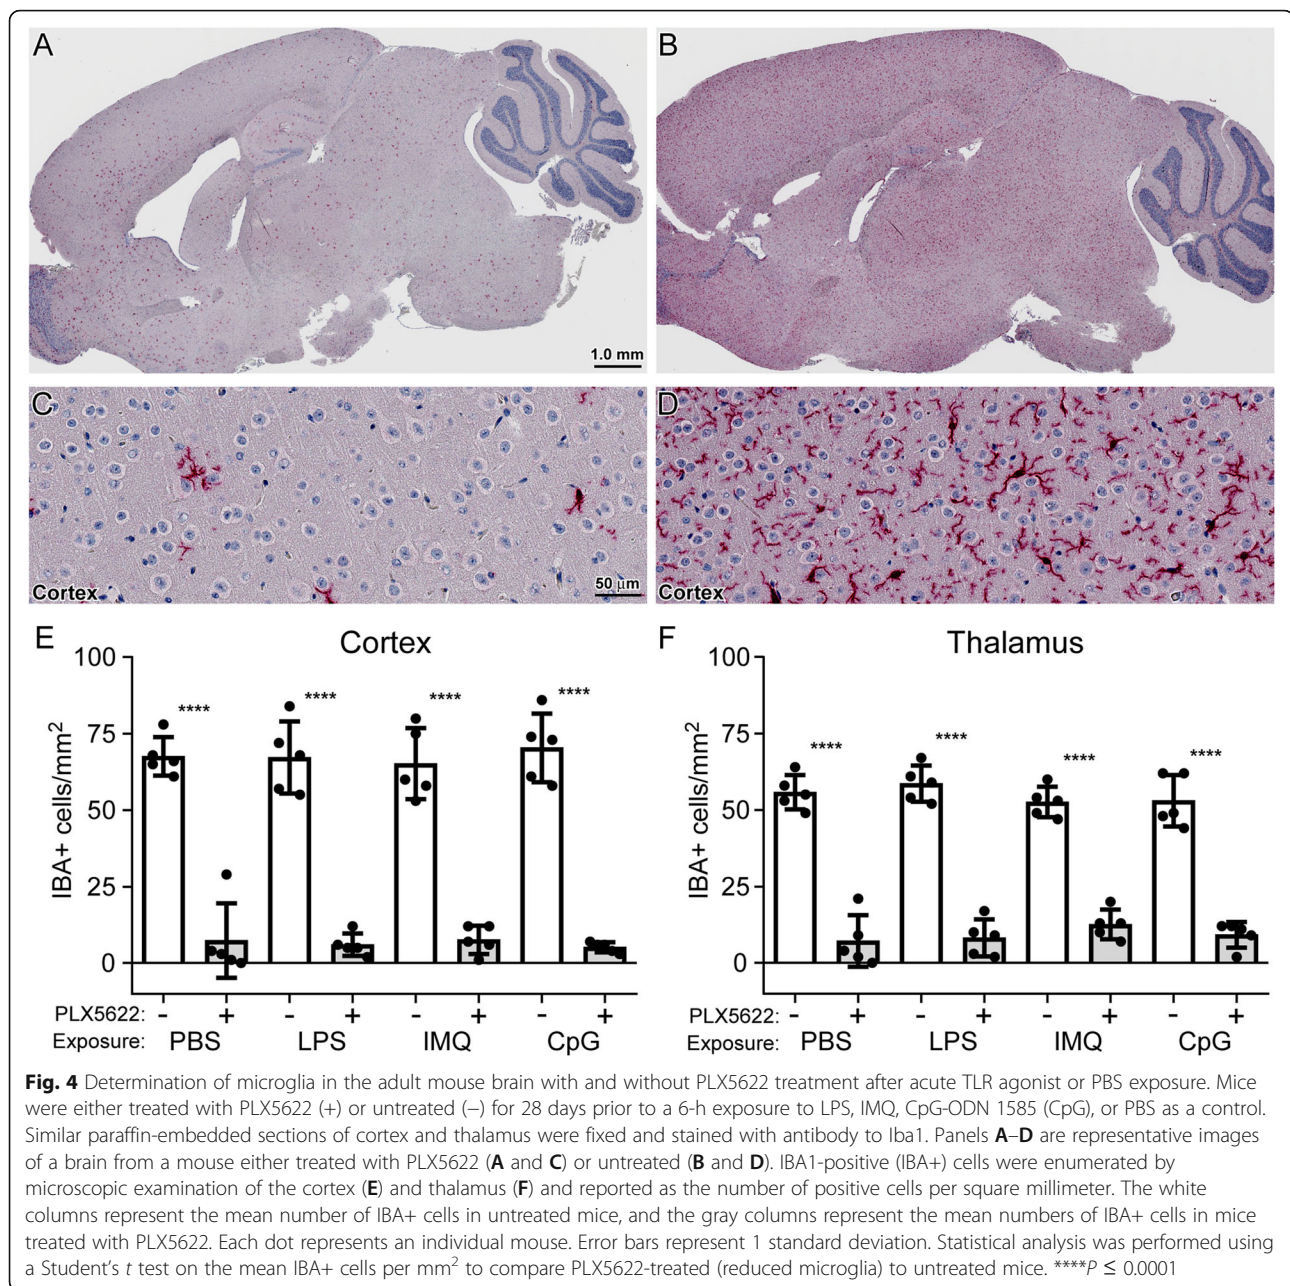 A
B
1.0 mm
C
D
Cortex
50 μm
Cortex
E
Cortex
100
75
50
25
0
IBA+ cells/mm²
****
****
****
****
PLX5622: - + - + - + - +
Exposure: PBS LPS IMQ CpG
F
Thalamus
100
75
50
25
0
IBA+ cells/mm²
****
****
****
****
PLX5622: - + - + - + - +
Exposure: PBS LPS IMQ CpG
Fig. 4 Determination of microglia in the adult mouse brain with and without PLX5622 treatment after acute TLR agonist or PBS exposure. Mice
were either treated with PLX5622 (+) or untreated (−) for 28 days prior to a 6-h exposure to LPS, IMQ, CpG-ODN 1585 (CpG), or PBS as a control.
Similar paraffin-embedded sections of cortex and thalamus were fixed and stained with antibody to Iba1. Panels A–D are representative images
of a brain from a mouse either treated with PLX5622 (A and C) or untreated (B and D). IBA1-positive (IBA+) cells were enumerated by
microscopic examination of the cortex (E) and thalamus (F) and reported as the number of positive cells per square millimeter. The white
columns represent the mean number of IBA+ cells in untreated mice, and the gray columns represent the mean numbers of IBA+ cells in mice
treated with PLX5622. Each dot represents an individual mouse. Error bars represent 1 standard deviation. Statistical analysis was performed using
a Student's t test on the mean IBA+ cells per mm² to compare PLX5622-treated (reduced microglia) to untreated mice. ****P ≤ 0.0001